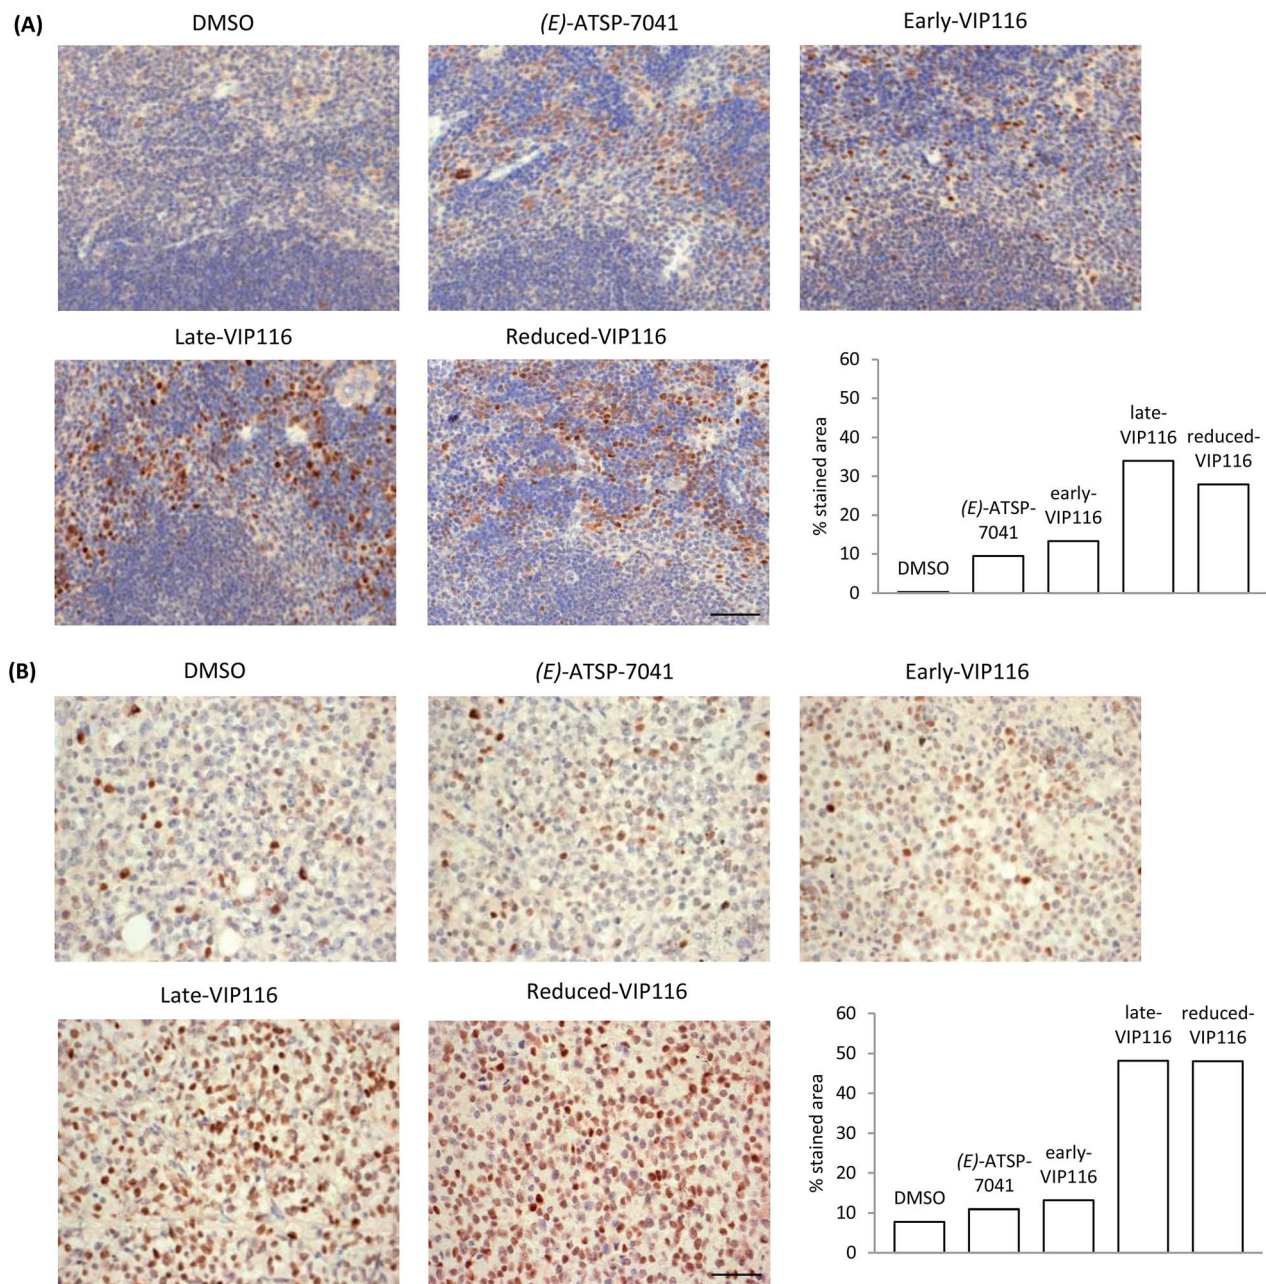 (A)
DMSO
(E)-ATSP-7041
Early-VIP116
Late-VIP116
Reduced-VIP116
% stained area
60
50
40
30
20
10
0
DMSO
(E)-ATSP-
7041
early-
VIP116
late-
VIP116
reduced-
VIP116
(B)
DMSO
(E)-ATSP-7041
Early-VIP116
Late-VIP116
Reduced-VIP116
% stained area
60
50
40
30
20
10
0
DMSO
(E)-ATSP-
7041
early-
VIP116
late-
VIP116
reduced-
VIP116